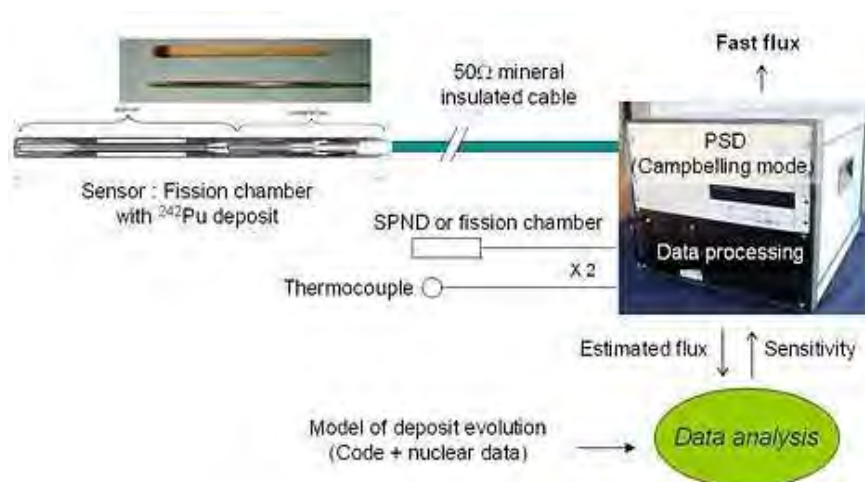 Fast flux
50Ω mineral
insulated cable
PSD
(Campbelling mode)
Sensor : Fission chamber
with ²⁴²Pu deposit
SPND or fission chamber
Data processing
X 2
Thermocouple
Estimated flux
Sensitivity
Model of deposit evolution
(Code + nuclear data)
Data analysis